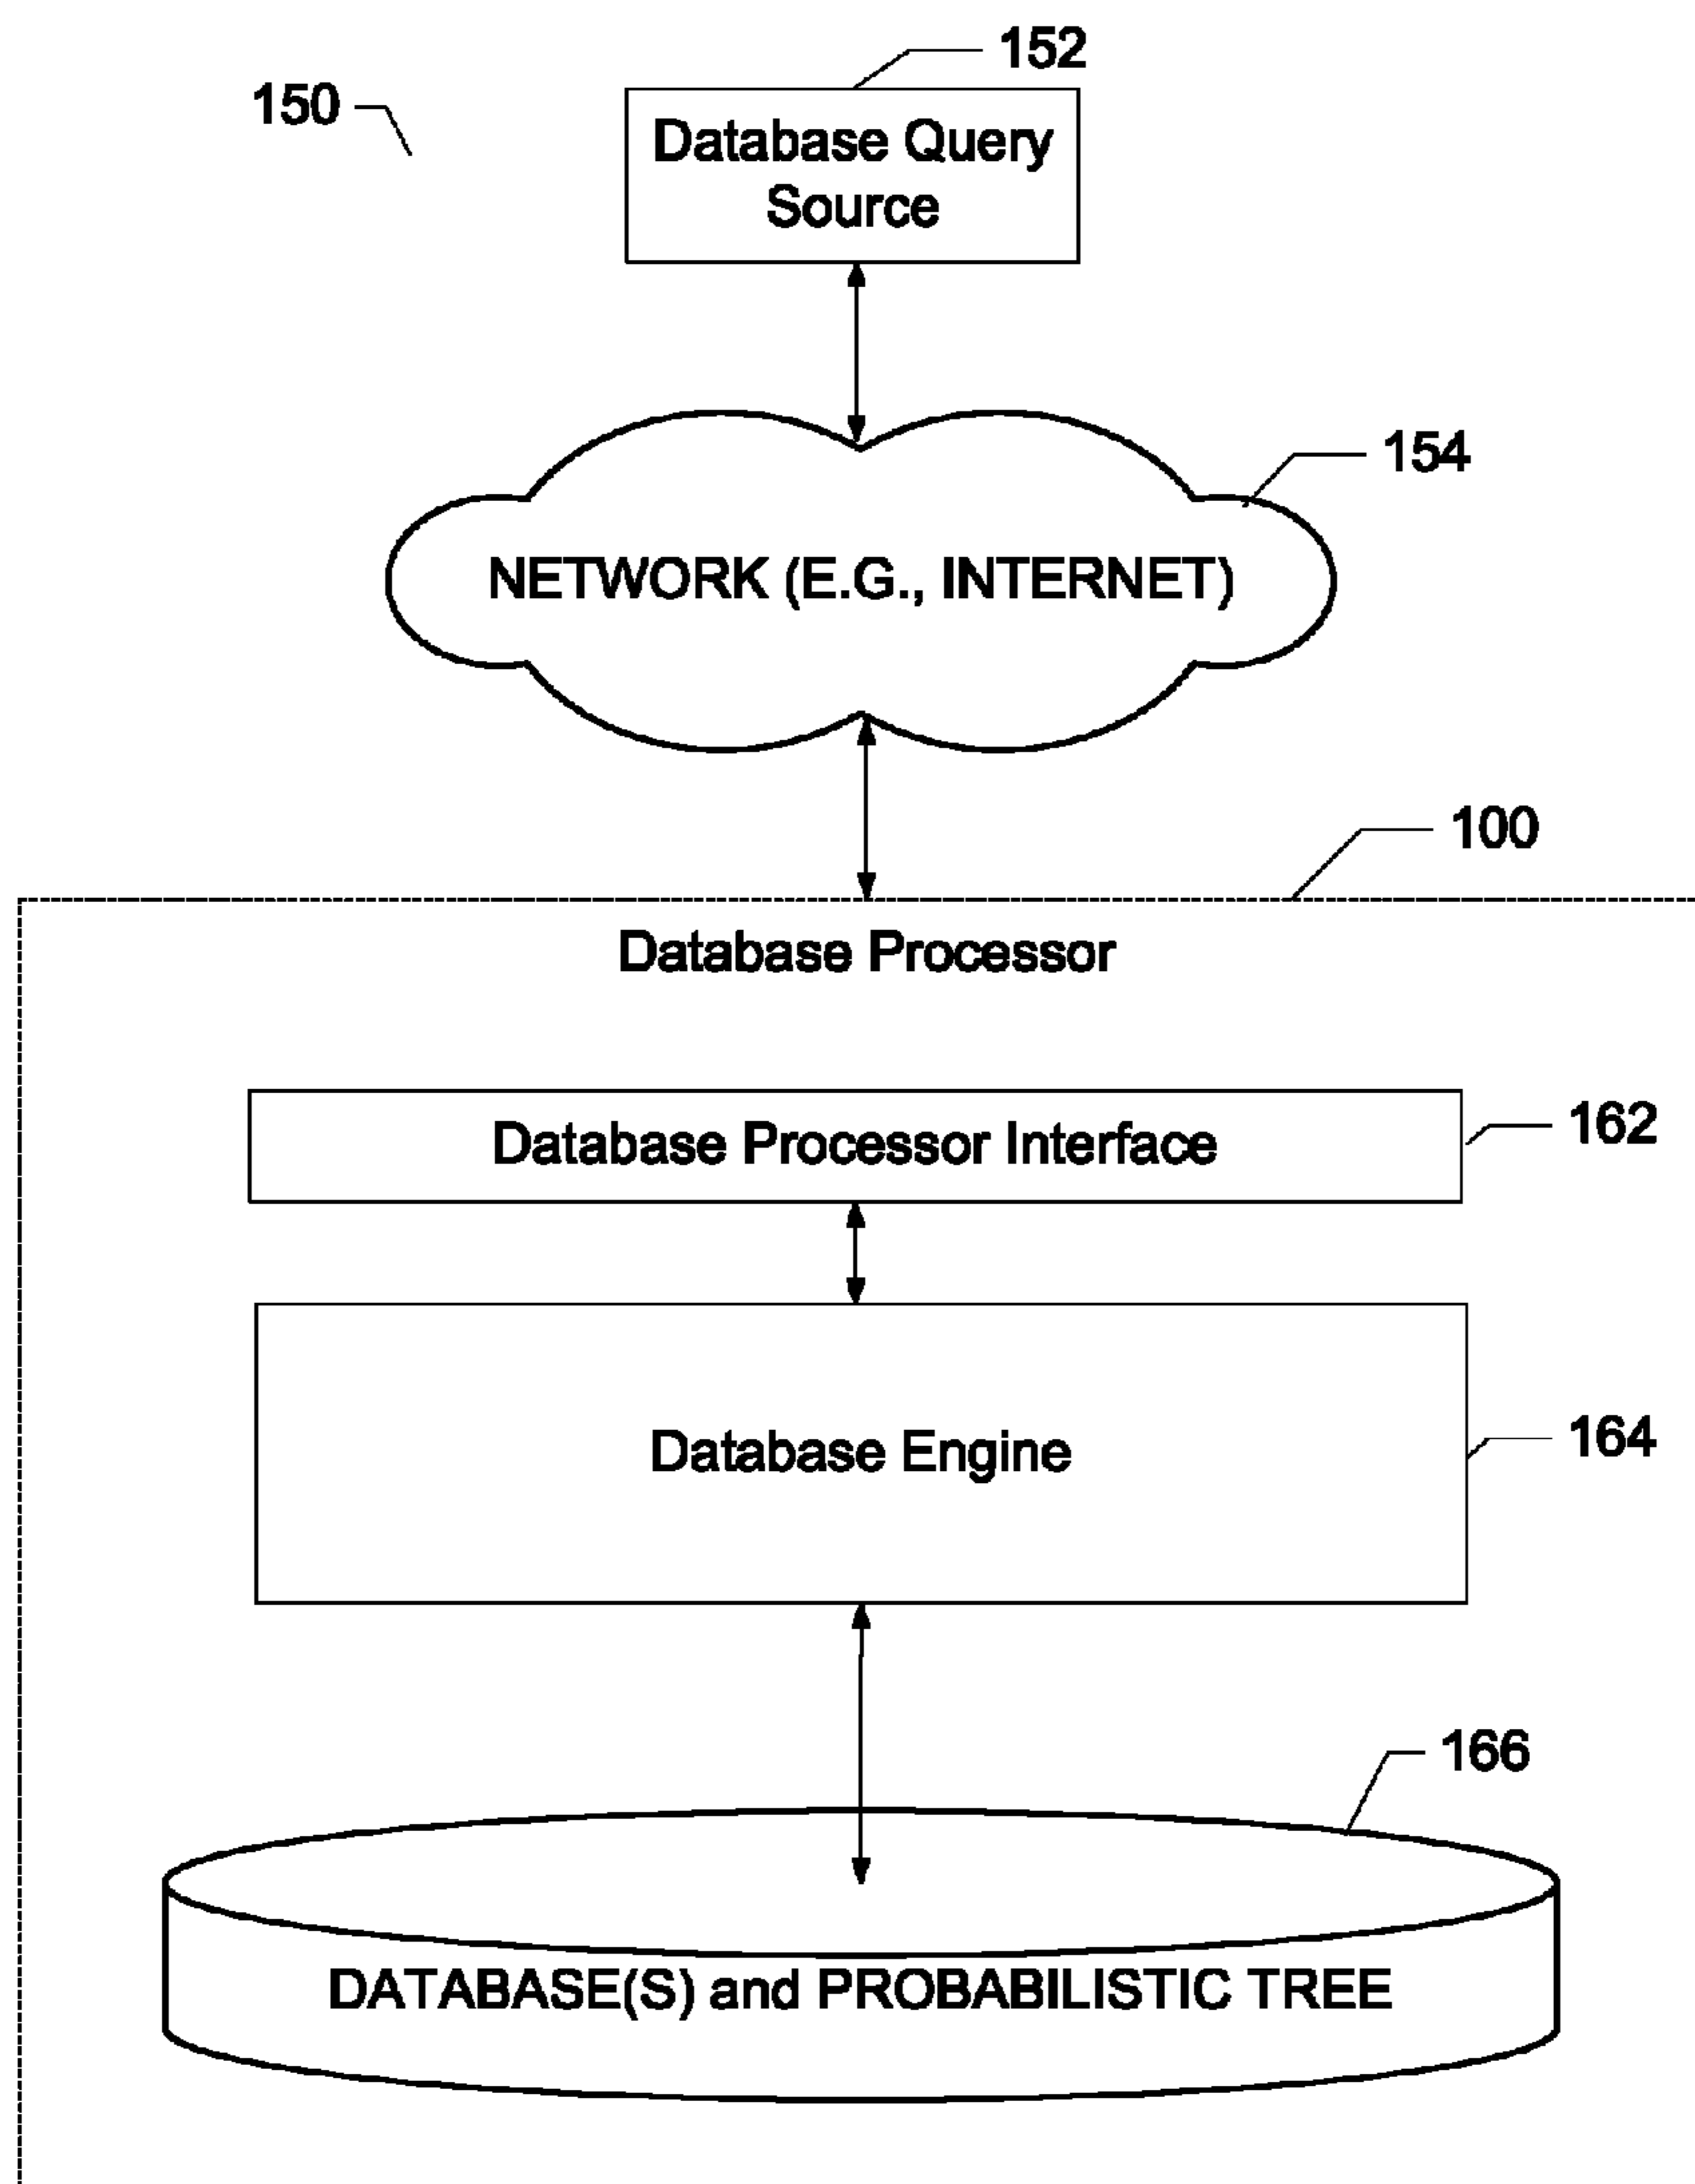 152
150
Database Query
Source
154
NETWORK (E.G., INTERNET)
100
Database Processor
162
Database Processor Interface
164
Database Engine
166
DATABASE(S) and PROBABILISTIC TREE